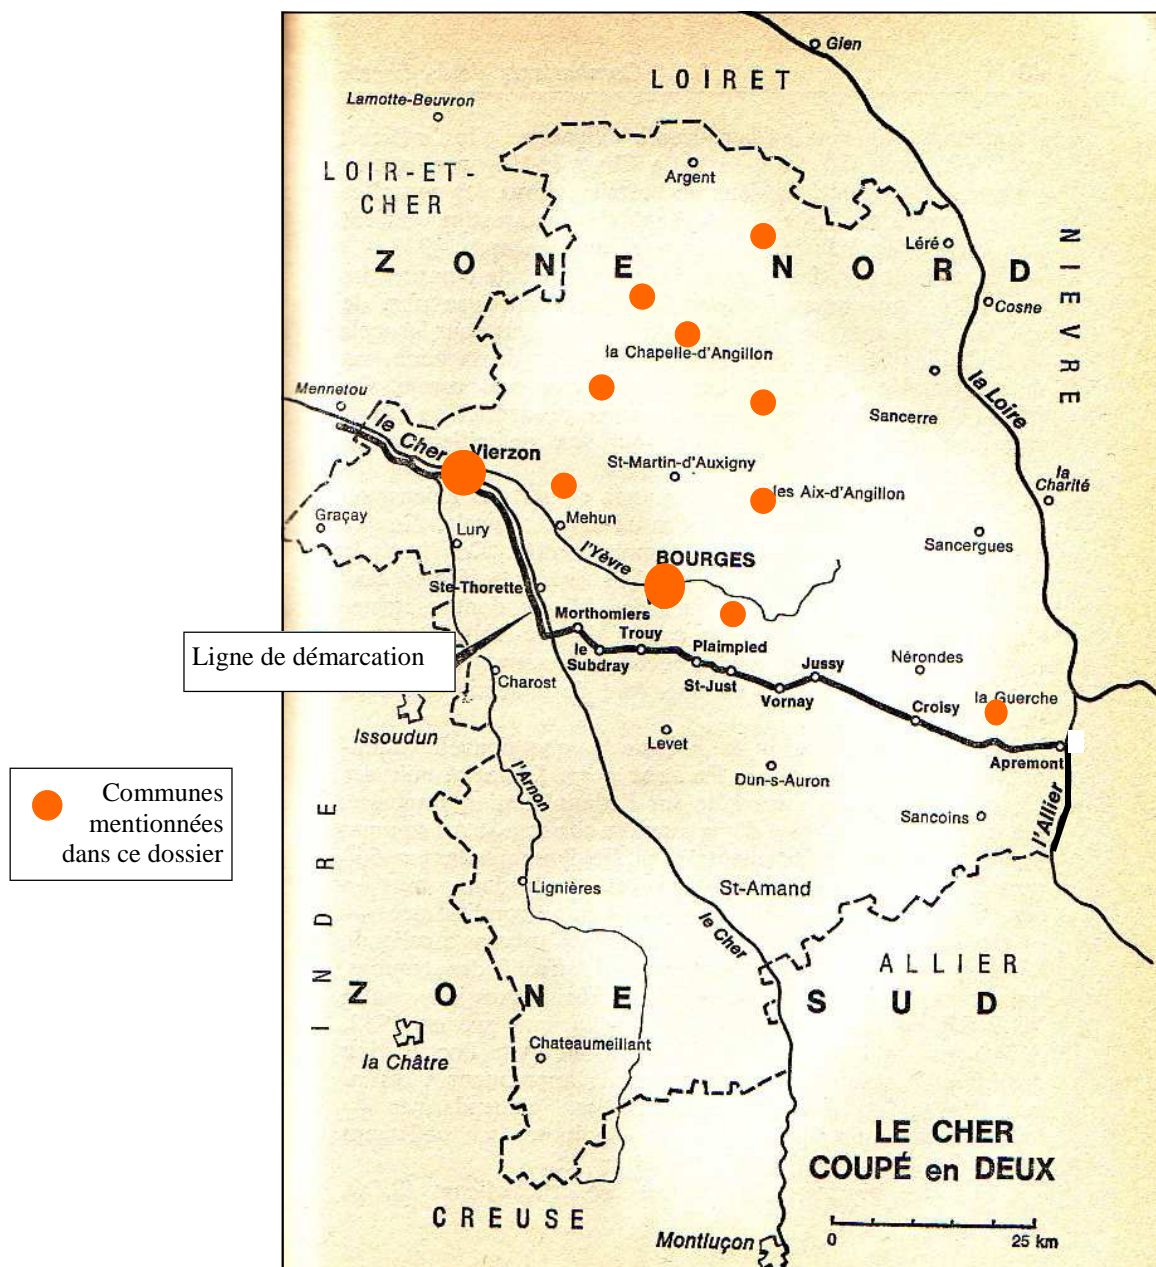 Gien
LOIRET
Lamotte-Beuvron
LOIR-ET-
CHER
Argent
Léré
NIEVRE
ZONE NORD
Cosne
la Chapelle-d'Angillon
la Loire
Mennetou
Sancerre
le Cher
Vierzon
St-Martin-d'Auxigny
les Aix-d'Angillon
la
Charité
Graçay
Lury
Mehun
Sancergues
l'Yèvre
BOURGES
Ste-Thorette
Morthomiers
Trouy
le
Subdray
Plaimpled
St-Just
Jussy
Vornay
Nérondes
Ligne de démarcation
Charost
Croisy
la Guerche
Issoudun
Levet
Apremont
Dun-s-Auron
l'Arnon
l'Allier
Sancoins
Communes
mentionnées
dans ce dossier
INDRE
Lignières
St-Amand
le Cher
ALLIER
ZONE SUD
la Châtre
Chateaumeillant
LE CHER
COUPÉ en DEUX
CREUSE
Montluçon
0 25 km